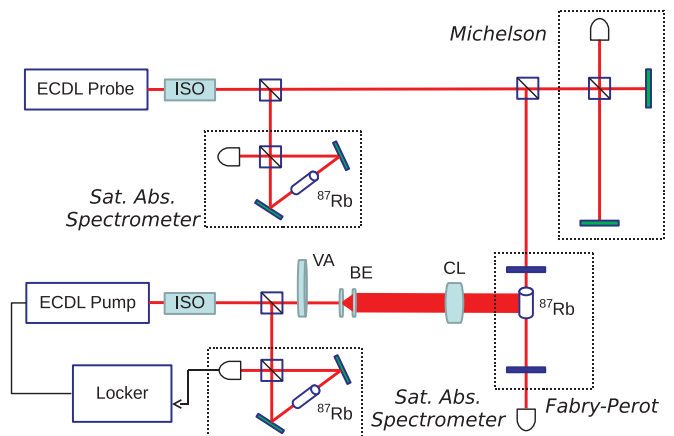 Michelson
ECDL Probe
ISO
Sat. Abs.
Spectrometer
87Rb
VA
BE
CL
ECDL Pump
ISO
87Rb
Locker
87Rb
Sat. Abs.
Spectrometer
Fabry-Perot